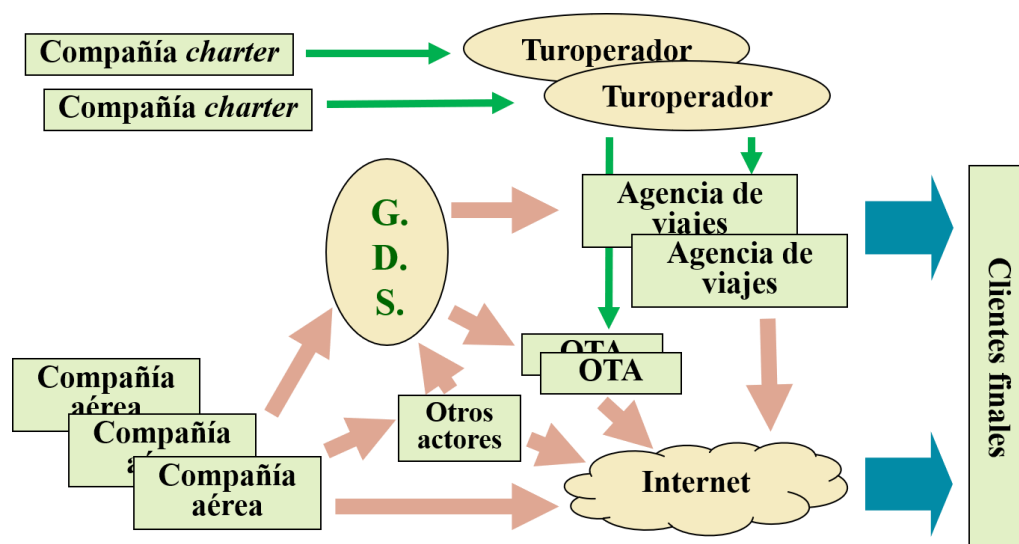 Compañía charter
Turoperador
Compañía charter
Turoperador
G.
D.
S.
Agencia de
viajes
Agencia de
viajes
OTA
OTA
Compañía
aérea
Compañía
Compañía
aérea
Otros
actores
Internet
Clientes finales